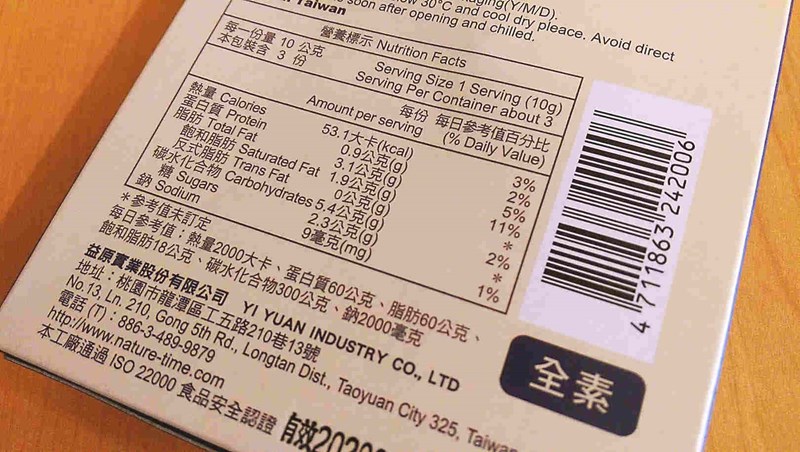 aging(Y/M/D).
low 30°C and cool dry pleace. Avoid direct
soon after opening and chilled.
Taiwan
營養標示 Nutrition Facts
每一份量 10 公克 Serving Size 1 Serving (10g)
本包裝含 3 份 Serving Per Container about 3
每份 每日參考值百分比
Amount per serving (% Daily Value)
熱量 Calories 53.1大卡(kcal) 3%
蛋白質 Protein 0.9公克(g) 2%
脂肪 Total Fat 3.1公克(g) 5%
飽和脂肪 Saturated Fat 1.9公克(g) 11%
反式脂肪 Trans Fat 0公克(g) *
碳水化合物 Carbohydrates 5.4公克(g) 2%
糖 Sugars 2.3公克(g) *
鈉 Sodium 9毫克(mg) 1%
*參考值未訂定
每日參考值：熱量2000大卡、蛋白質60公克、脂肪60公克、
飽和脂肪18公克、碳水化合物300公克、鈉2000毫克
益原實業股份有限公司 YI YUAN INDUSTRY CO., LTD
地址：桃園市龍潭區工五路210巷13號
No.13, Ln. 210, Gong 5th Rd., Longtan Dist., Taoyuan City 325, Taiwan
電話 (T)：886-3-489-9879
http://www.nature-time.com
本工廠通過 ISO 22000 食品安全認證
有效
4 711863 242006
全素